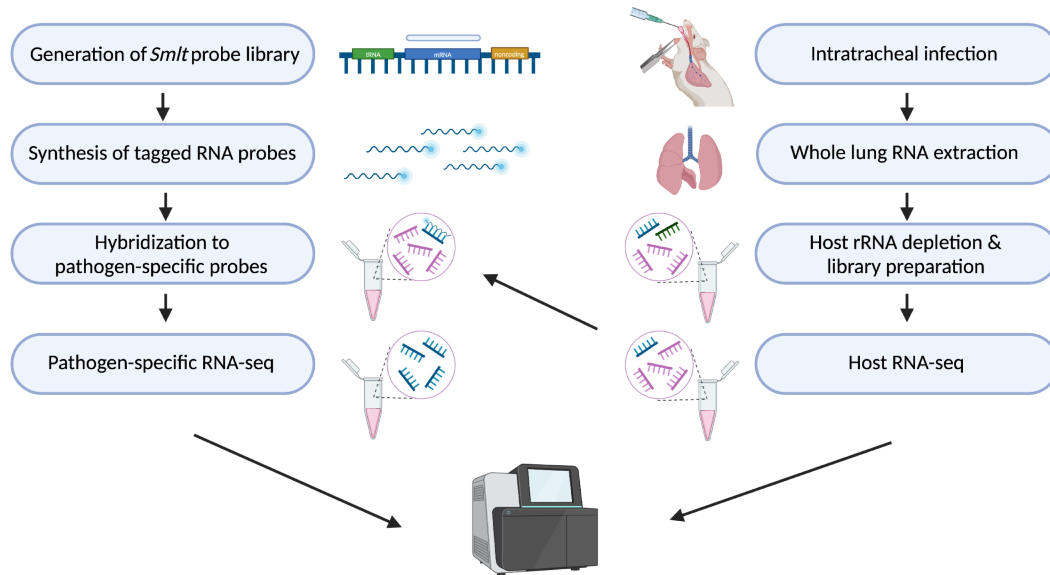 Generation of Smlt probe library
tRNA
mRNA
noncoding
Intratracheal infection
Synthesis of tagged RNA probes
Whole lung RNA extraction
Hybridization to
pathogen-specific probes
Host rRNA depletion &
library preparation
Pathogen-specific RNA-seq
Host RNA-seq